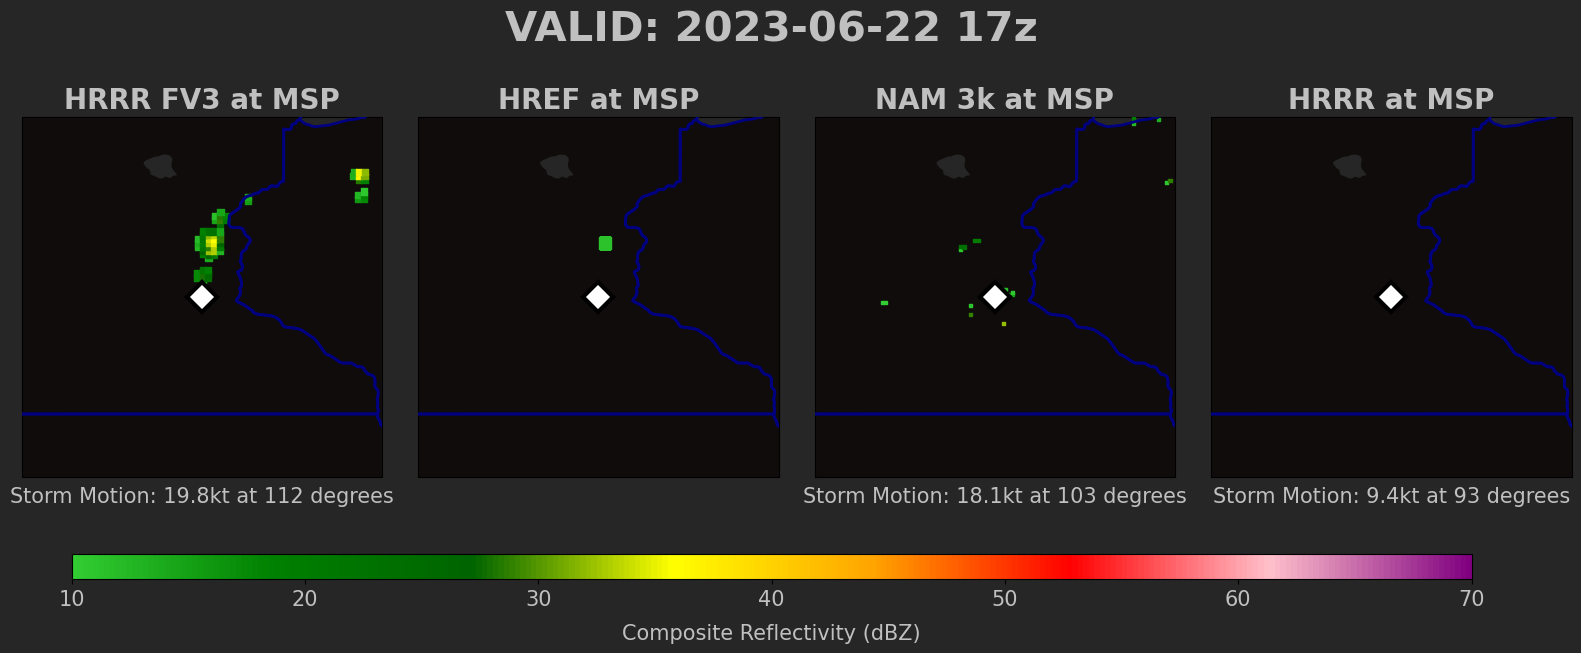 VALID: 2023-06-22 17z
HRRR FV3 at MSP
HREF at MSP
NAM 3k at MSP
HRRR at MSP
Storm Motion: 19.8kt at 112 degrees
Storm Motion: 18.1kt at 103 degrees
Storm Motion: 9.4kt at 93 degrees
10 20 30 40 50 60 70
Composite Reflectivity (dBZ)